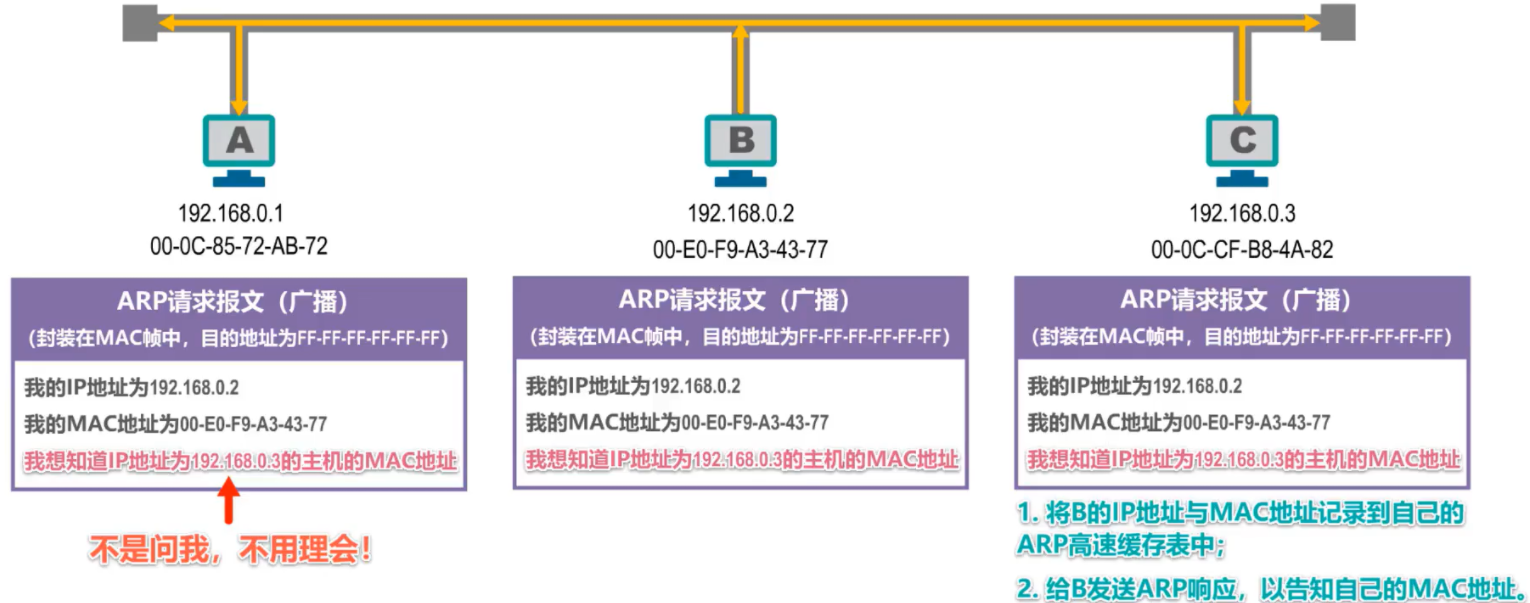 A
B
C
192.168.0.1
00-0C-85-72-AB-72
192.168.0.2
00-E0-F9-A3-43-77
192.168.0.3
00-0C-CF-B8-4A-82
ARP请求报文（广播）
（封装在MAC帧中，目的地址为FF-FF-FF-FF-FF-FF）
我的IP地址为192.168.0.2
我的MAC地址为00-E0-F9-A3-43-77
我想知道IP地址为192.168.0.3的主机的MAC地址
不是问我，不用理会！
ARP请求报文（广播）
（封装在MAC帧中，目的地址为FF-FF-FF-FF-FF-FF）
我的IP地址为192.168.0.2
我的MAC地址为00-E0-F9-A3-43-77
我想知道IP地址为192.168.0.3的主机的MAC地址
ARP请求报文（广播）
（封装在MAC帧中，目的地址为FF-FF-FF-FF-FF-FF）
我的IP地址为192.168.0.2
我的MAC地址为00-E0-F9-A3-43-77
我想知道IP地址为192.168.0.3的主机的MAC地址
1. 将B的IP地址与MAC地址记录到自己的
ARP高速缓存表中；
2. 给B发送ARP响应，以告知自己的MAC地址。